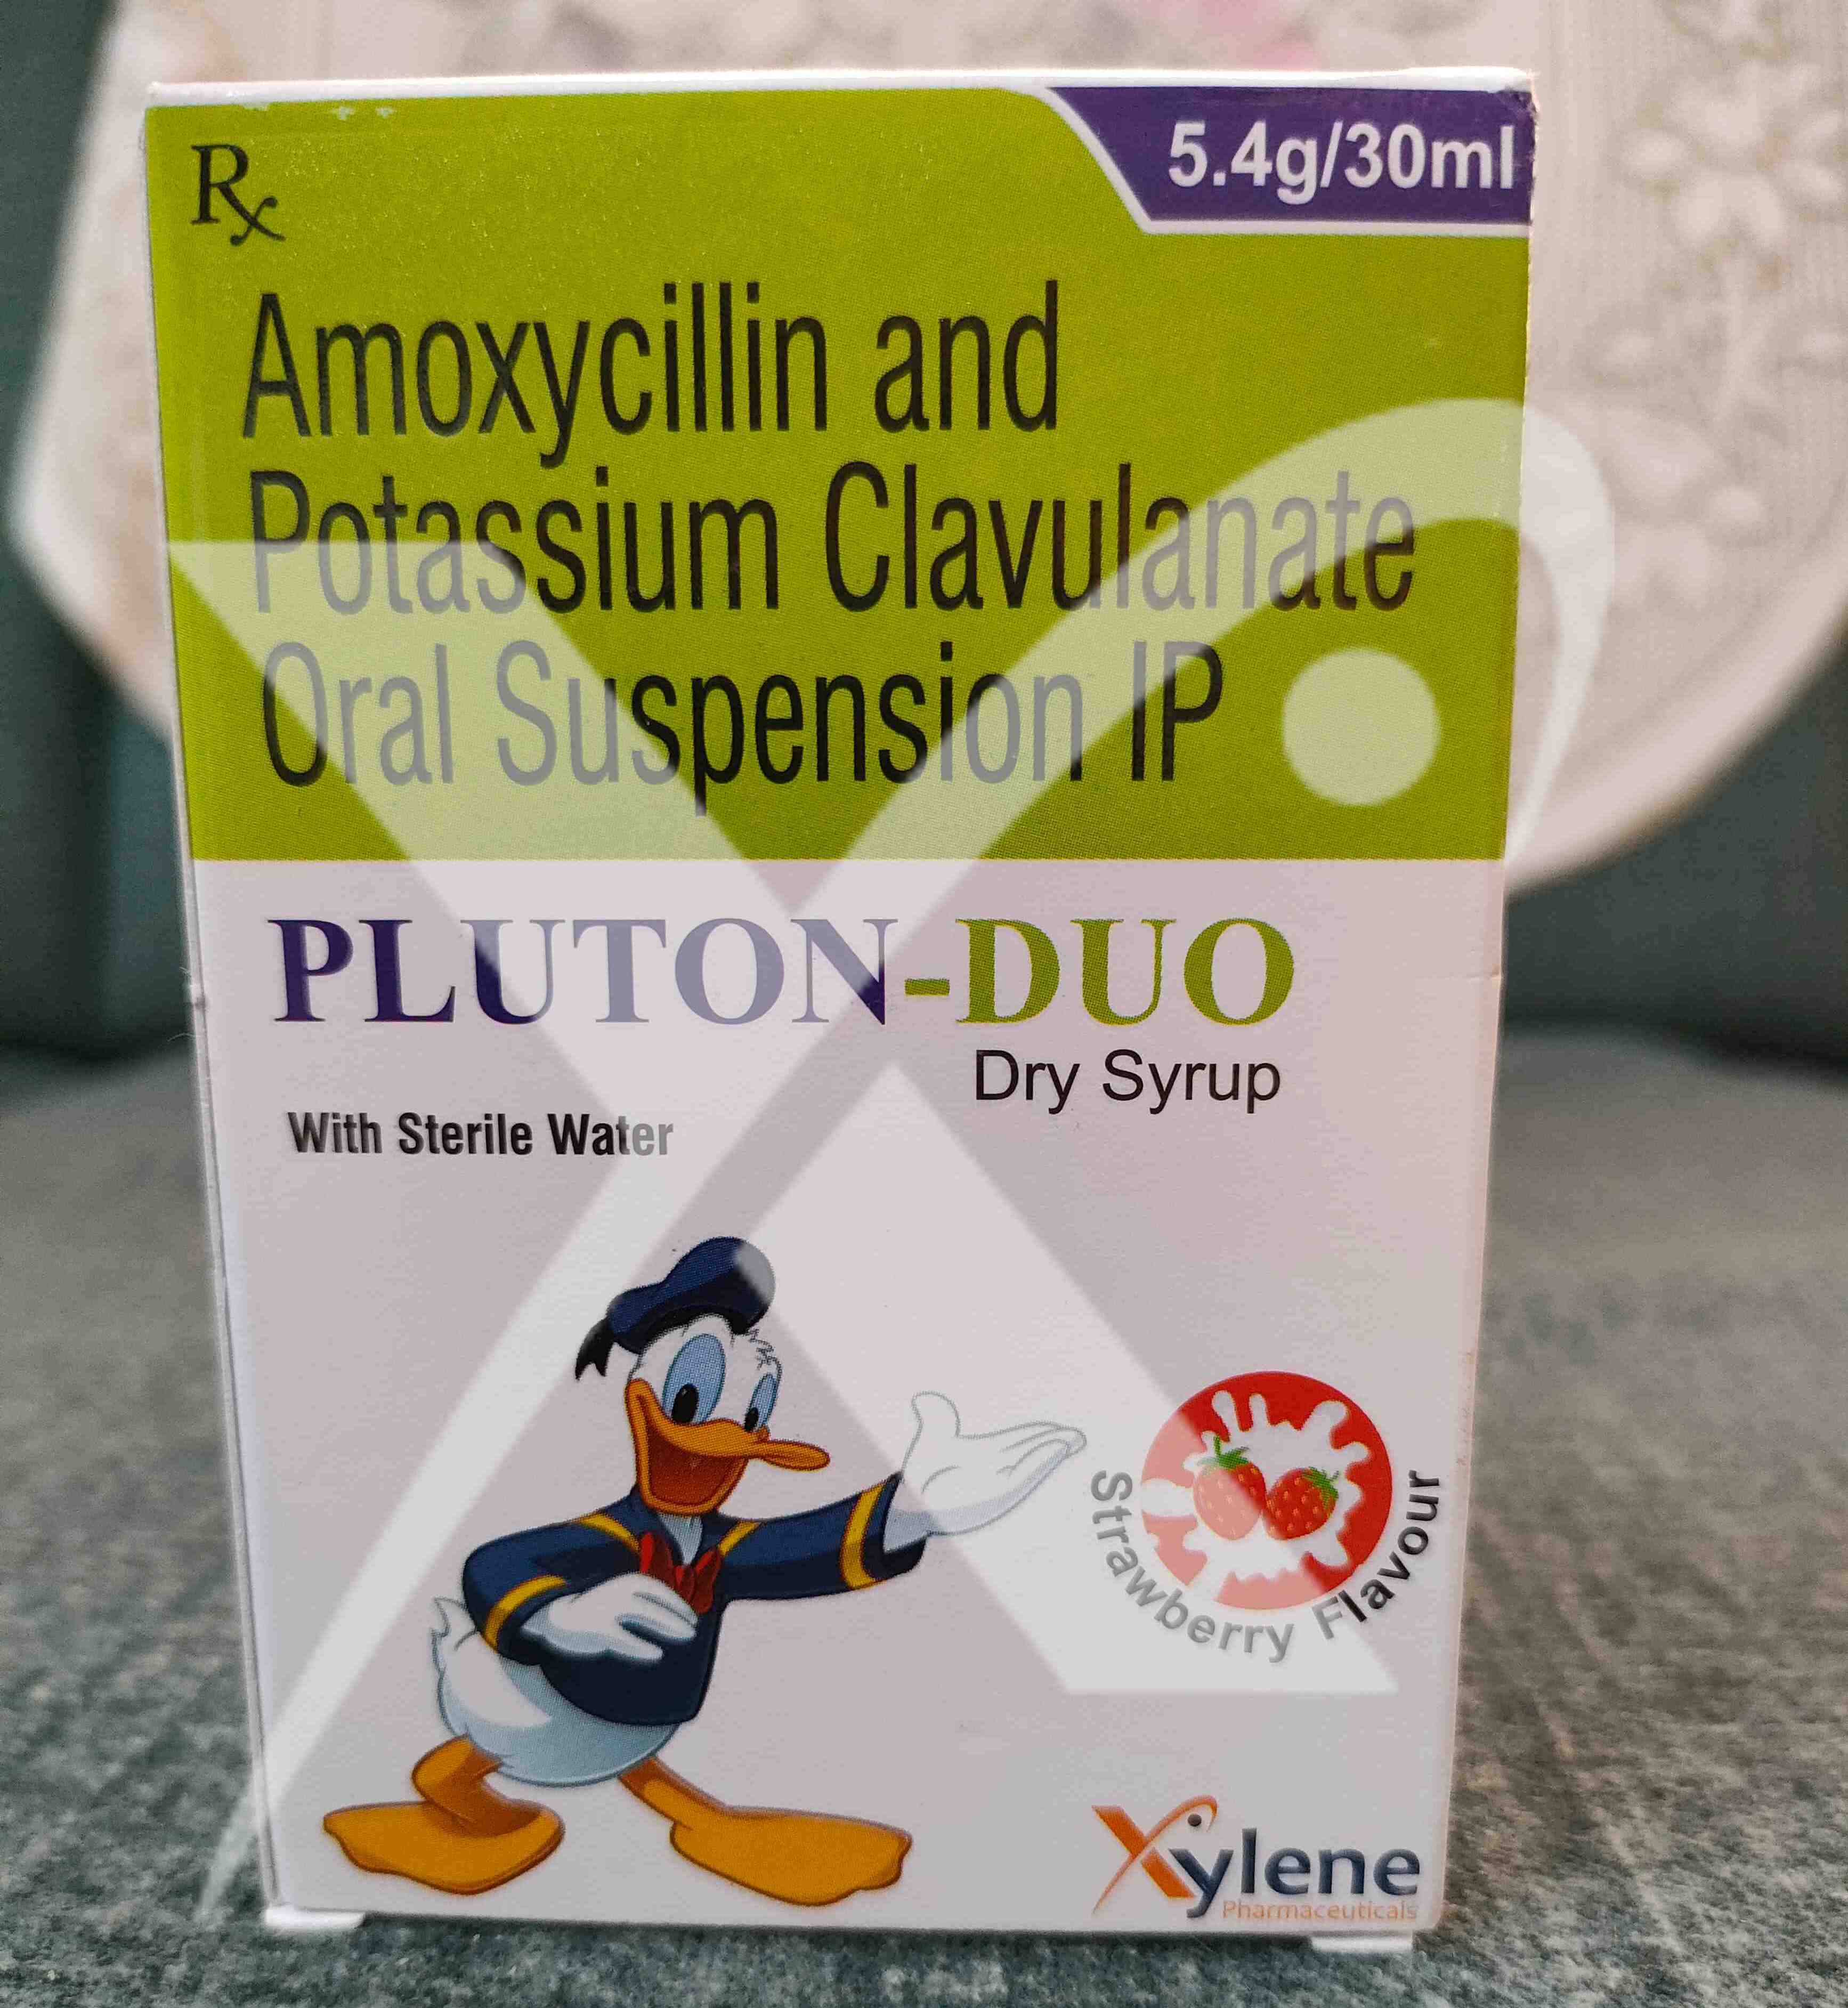 Rx
5.4g/30ml
Amoxycillin and
Potassium Clavulanate
Oral Suspension IP
PLUTON-DUO
Dry Syrup
With Sterile Water
Strawberry Flavour
Xylene
Pharmaceuticals